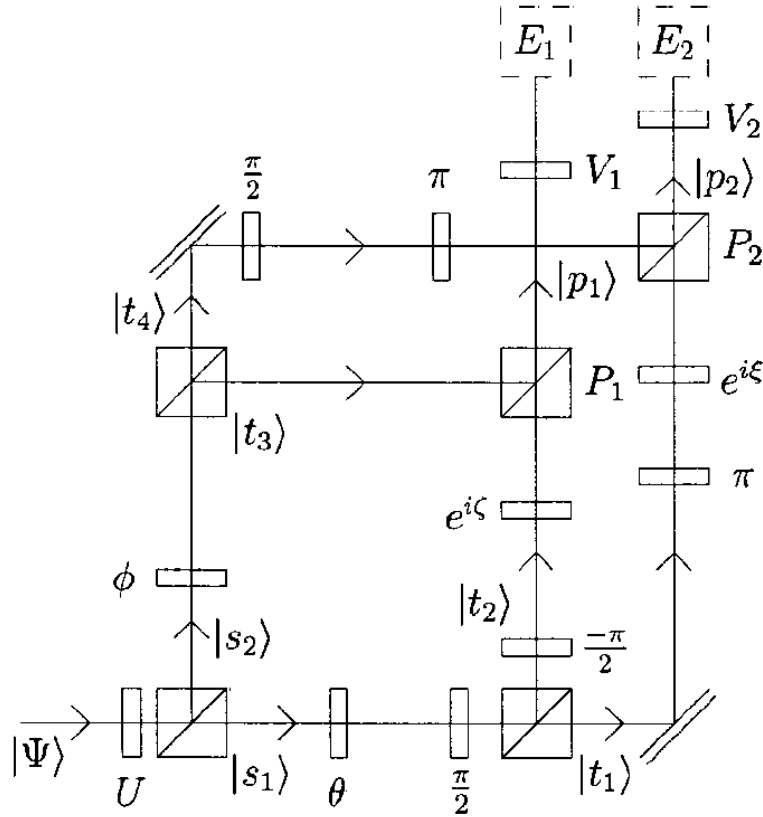 E₁ E₂
V₂
π/2 π V₁ |p₂⟩
P₂
|t₄⟩ |p₁⟩
P₁ e^{iξ}
|t₃⟩
π
e^{iζ}
ϕ
|t₂⟩
|s₂⟩ -π/2
|Ψ⟩ |s₁⟩ |t₁⟩
U θ π/2